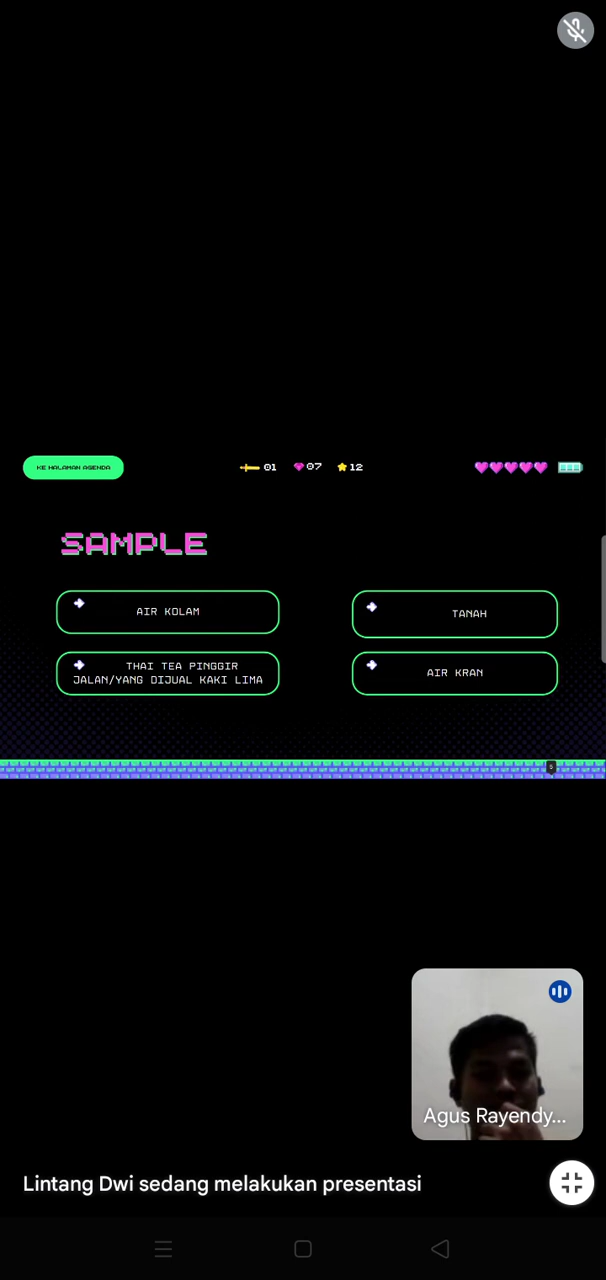 KE HALAMAN AGENDA
01
07
12
SAMPLE
AIR KOLAM
TANAH
THAI TEA PINGGIR
JALAN/YANG DIJUAL KAKI LIMA
AIR KRAN
Agus Rayendy...
Lintang Dwi sedang melakukan presentasi